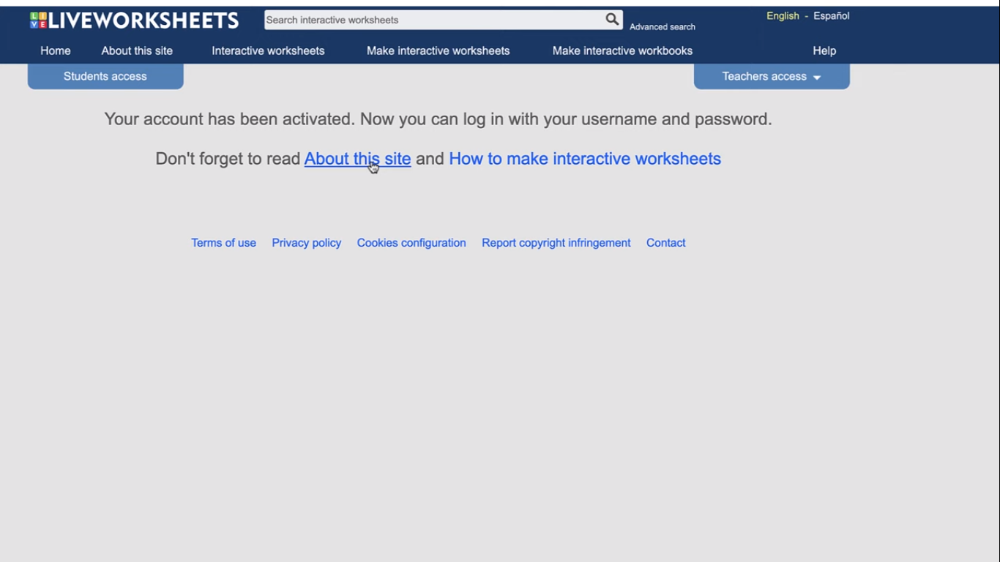 LIVE LIVEWORKSHEETS Search interactive worksheets Advanced search English - Español
Home About this site Interactive worksheets Make interactive worksheets Make interactive workbooks Help
Students access Teachers access
Your account has been activated. Now you can log in with your username and password.
Don't forget to read About this site and How to make interactive worksheets
Terms of use Privacy policy Cookies configuration Report copyright infringement Contact